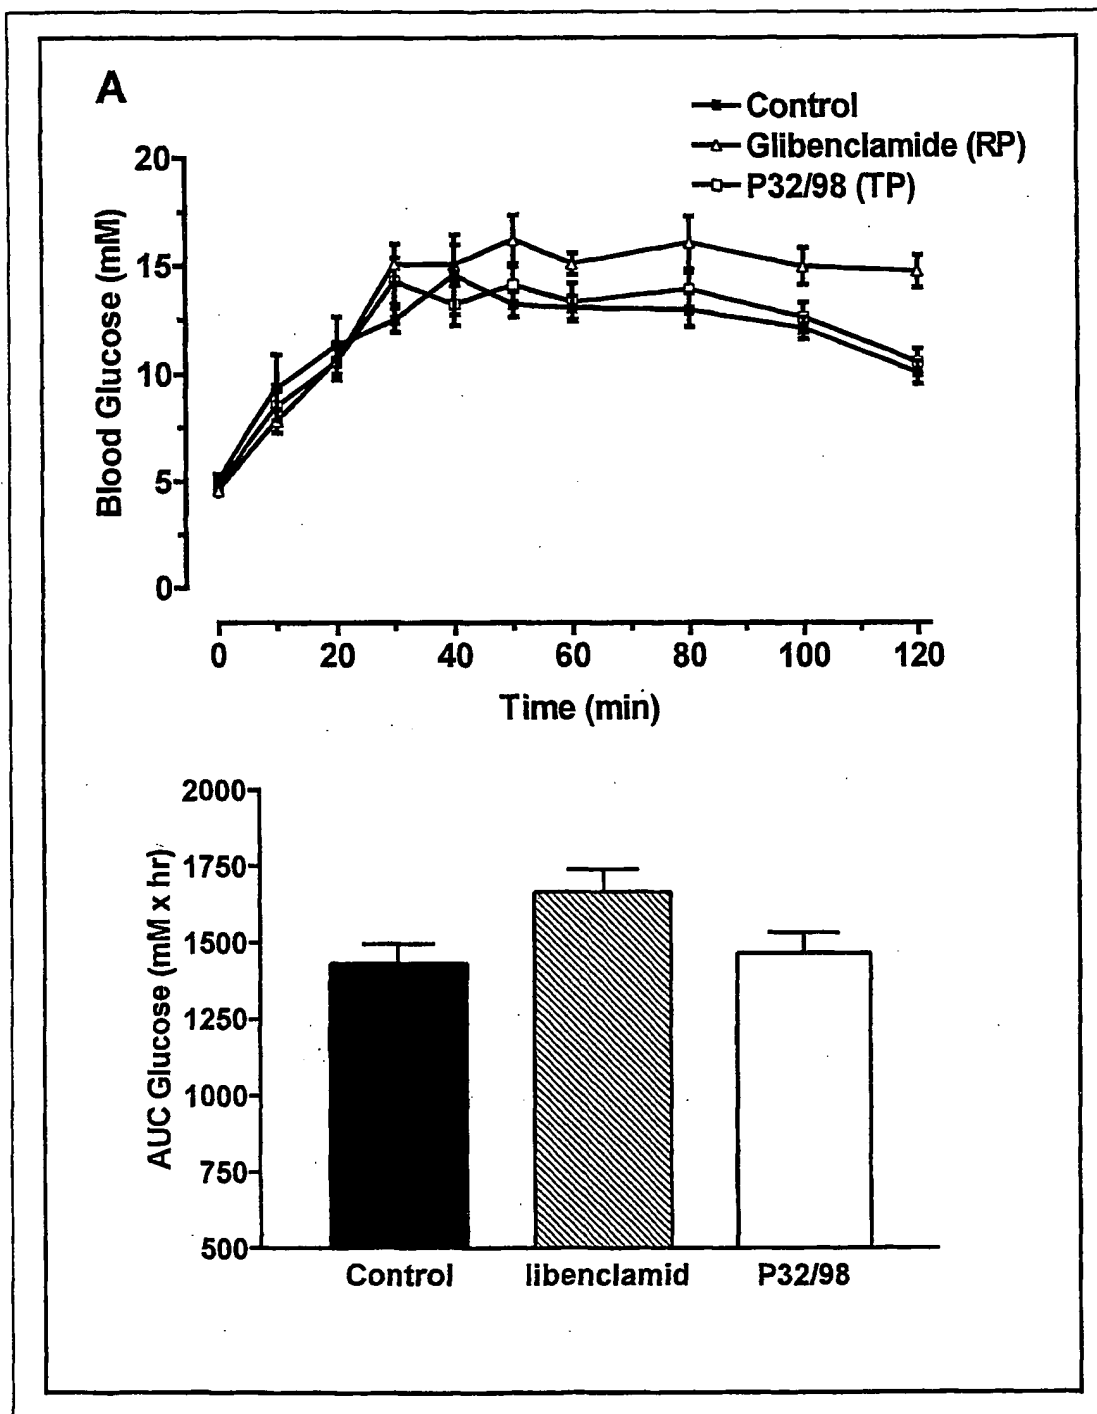 A
Control
Glibenclamide (RP)
P32/98 (TP)
20
15
10
5
0
Blood Glucose (mM)
0 20 40 60 80 100 120
Time (min)
2000
1750
1500
1250
1000
750
500
AUC Glucose (mM x hr)
Control libenclamid P32/98